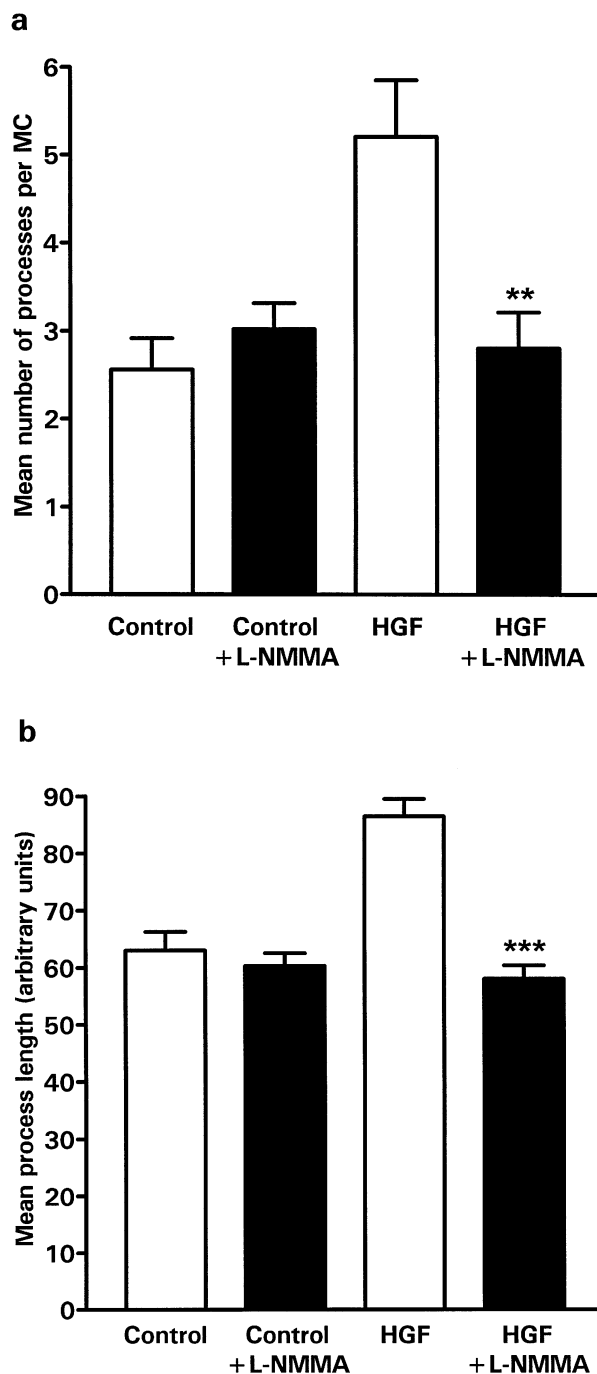 a
Mean number of processes per MC
6
5
4
3
2
1
0
**
Control
Control
+L-NMMA
HGF
HGF
+L-NMMA
b
Mean process length (arbitrary units)
90
80
70
60
50
40
30
20
10
0
***
Control
Control
+L-NMMA
HGF
HGF
+L-NMMA